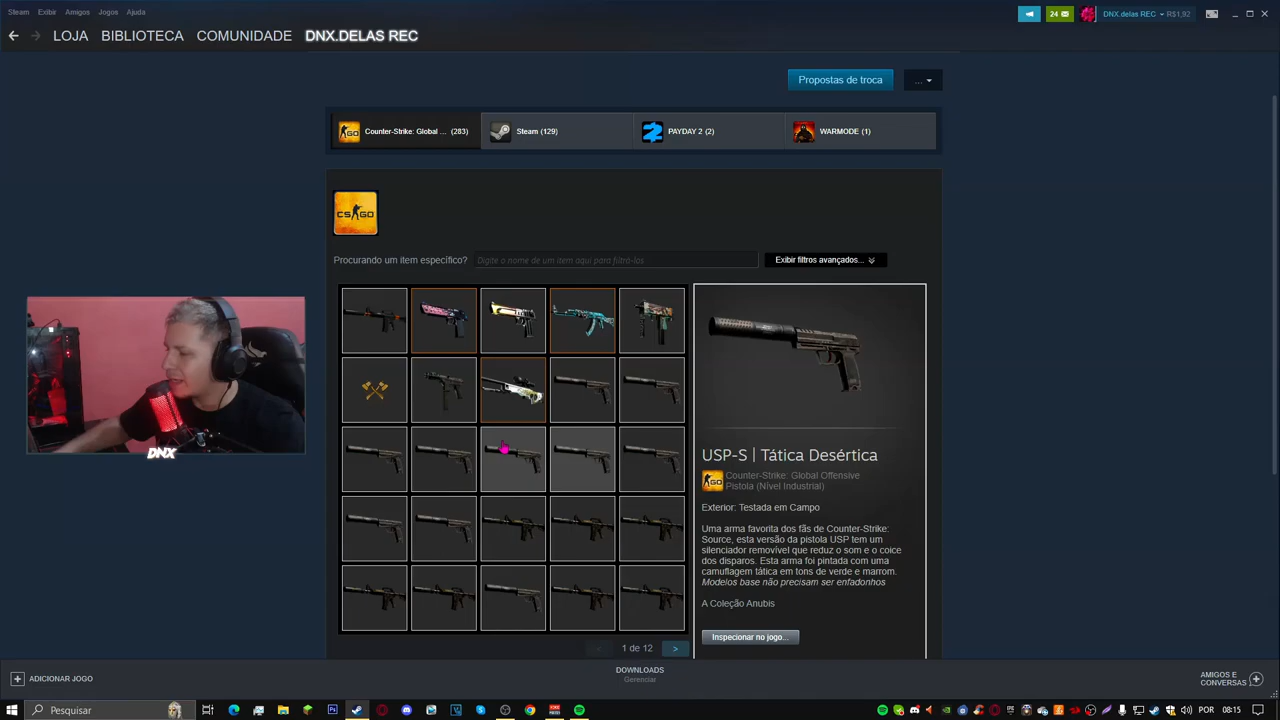 Steam Exibir Amigos Jogos Ajuda
24
DNX.delas REC R$1,92
LOJA BIBLIOTECA COMUNIDADE DNX.DELAS REC
Propostas de troca
...
Counter-Strike: Global ... (283)
Steam (129)
PAYDAY 2 (2)
WARMODE (1)
CS GO
Procurando um item específico?
Digite o nome de um item aqui para filtrá-los
Exibir filtros avançados...
USP-S | Tática Desértica
Counter-Strike: Global Offensive
Pistola (Nível Industrial)
Exterior: Testada em Campo
Uma arma favorita dos fãs de Counter-Strike:
Source, esta versão da pistola USP tem um
silenciador removível que reduz o som e o coice
dos disparos. Esta arma foi pintada com uma
camuflagem tática em tons de verde e marrom.
Modelos base não precisam ser enfadonhos
A Coleção Anubis
Inspecionar no jogo...
DNX
< 1 de 12 >
ADICIONAR JOGO
DOWNLOADS
Gerenciar
AMIGOS E
CONVERSAS
Pesquisar
POR 08:15